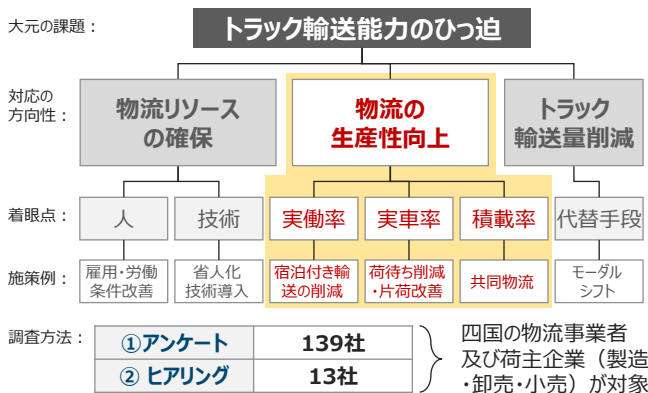 大元の課題：
トラック輸送能力のひっ迫
対応の
方向性：
物流リソース
の確保
物流の
生産性向上
トラック
輸送量削減
着眼点：
人
技術
実働率
実車率
積載率
代替手段
施策例：
雇用・労働
条件改善
省人化
技術導入
宿泊付き輸
送の削減
荷待ち削減
・片荷改善
共同物流
モーダル
シフト
調査方法：
①アンケート
139社
② ヒアリング
13社
四国の物流事業者
及び荷主企業（製造
・卸売・小売）が対象